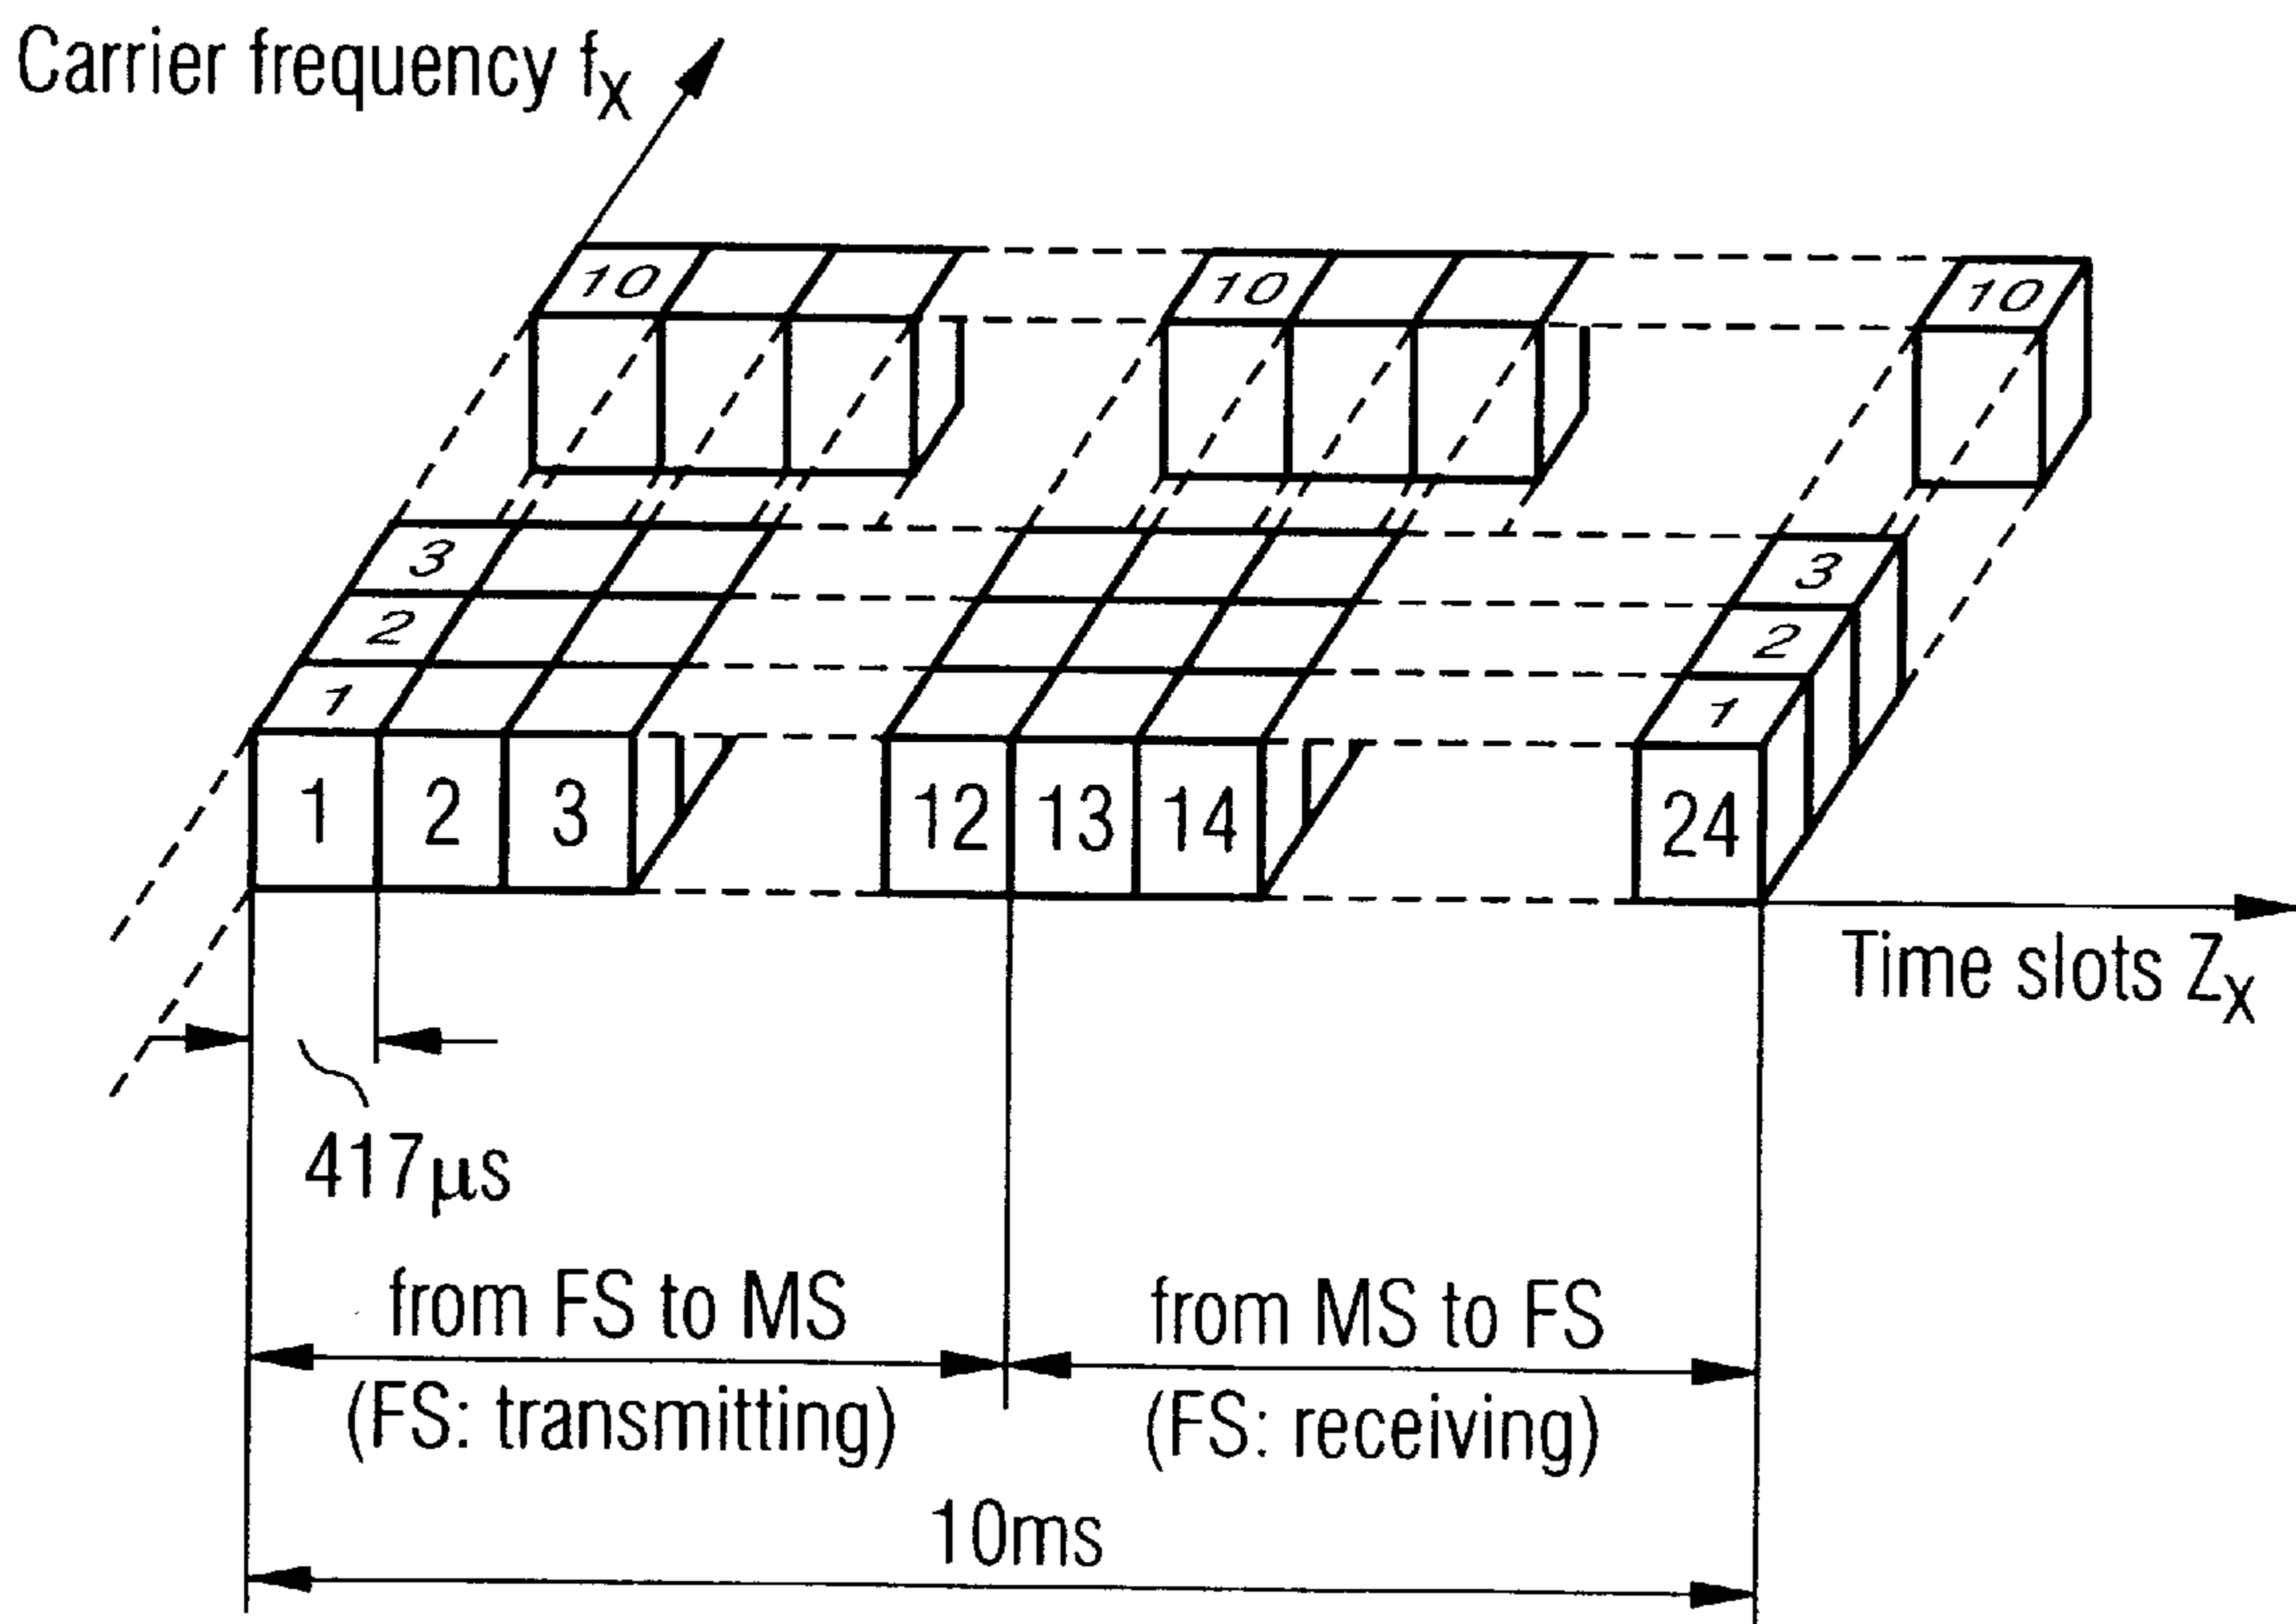 Carrier frequency fX
10 10 10
3 3
2 2
1 1
1 2 3 12 13 14 24
Time slots ZX
417µs
from FS to MS from MS to FS
(FS: transmitting) (FS: receiving)
10ms